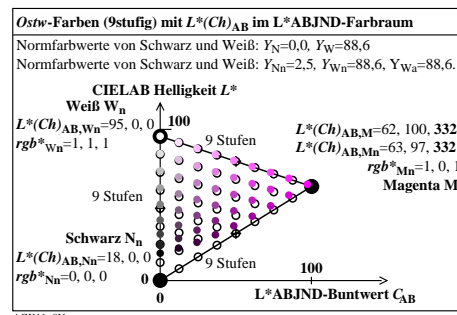 Ostw-Farben (9stufig) mit L*(Ch)AB im L*ABJND-Farbraum
Normfarbwerte von Schwarz und Weiß: YN=0,0, YW=88,6
Normfarbwerte von Schwarz und Weiß: YNn=2,5, YWn=88,6, YWa=88,6.
CIELAB Helligkeit L*
Weiß Wn
100
L*(Ch)AB,Wn=95, 0, 0
rgb*Wn=1, 1, 1
9 Stufen
L*(Ch)AB,M=62, 100, 332
L*(Ch)AB,Mn=63, 97, 332
rgb*Mn=1, 0, 1
Magenta M
9 Stufen
Schwarz Nn
L*(Ch)AB,Nn=18, 0, 0
rgb*Nn=0, 0, 0
9 Stufen
0
100
0
L*ABJND-Buntwert CAB